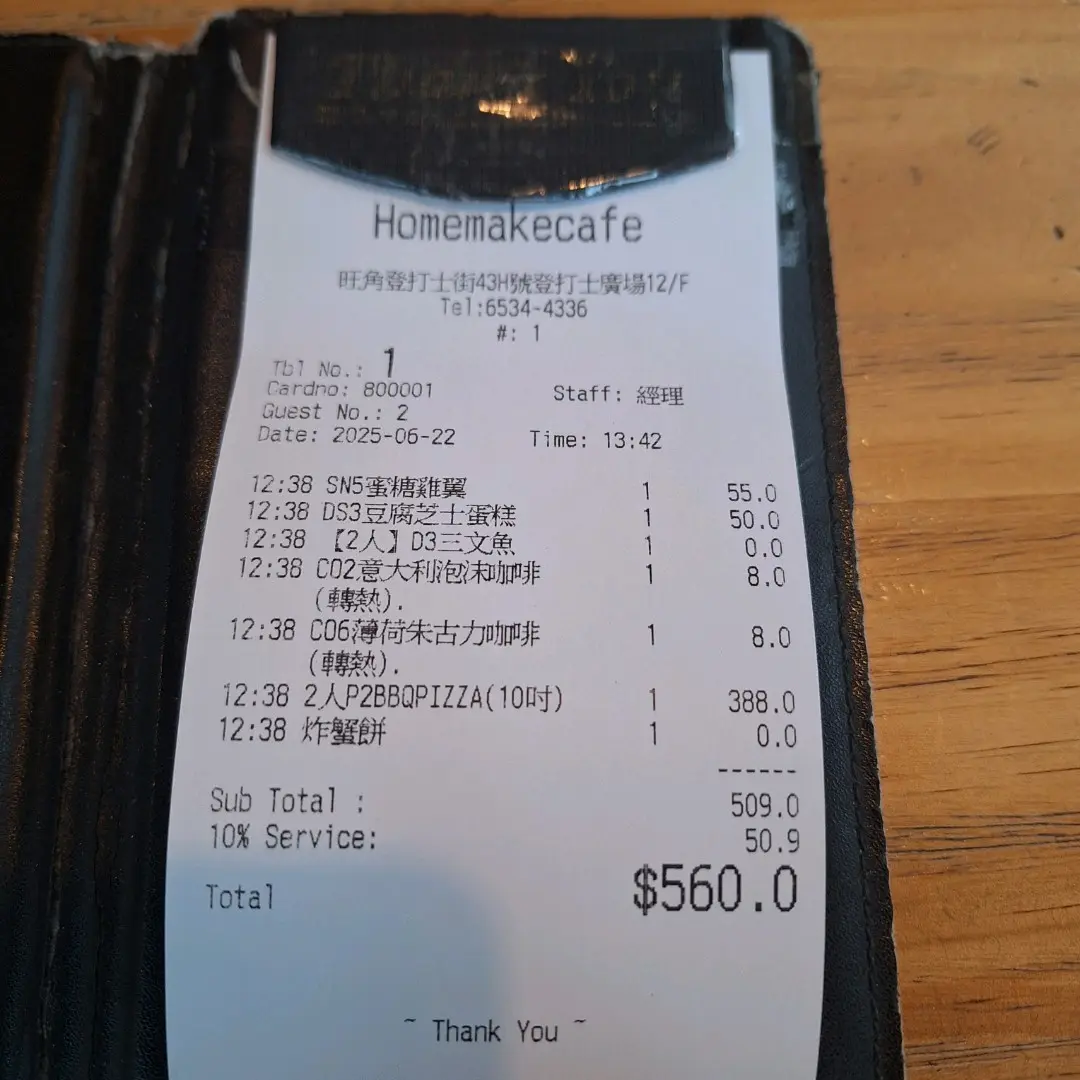 Homemakecafe
旺角登打士街43H號登打士廣場12/F
Tel:6534-4336
#: 1
Tbl No.: 1
Cardno: 800001 Staff: 經理
Guest No.: 2
Date: 2025-06-22 Time: 13:42
12:38 SN5蜜糖雞翼 1 55.0
12:38 DS3豆腐芝士蛋糕 1 50.0
12:38 【2人】D3三文魚 1 0.0
12:38 CO2意大利泡沫咖啡 1 8.0
(轉熱).
12:38 CO6薄荷朱古力咖啡 1 8.0
(轉熱).
12:38 2人P2BBQPIZZA(10吋) 1 388.0
12:38 炸蟹餅 1 0.0
------
Sub Total : 509.0
10% Service: 50.9
Total $560.0
~ Thank You ~